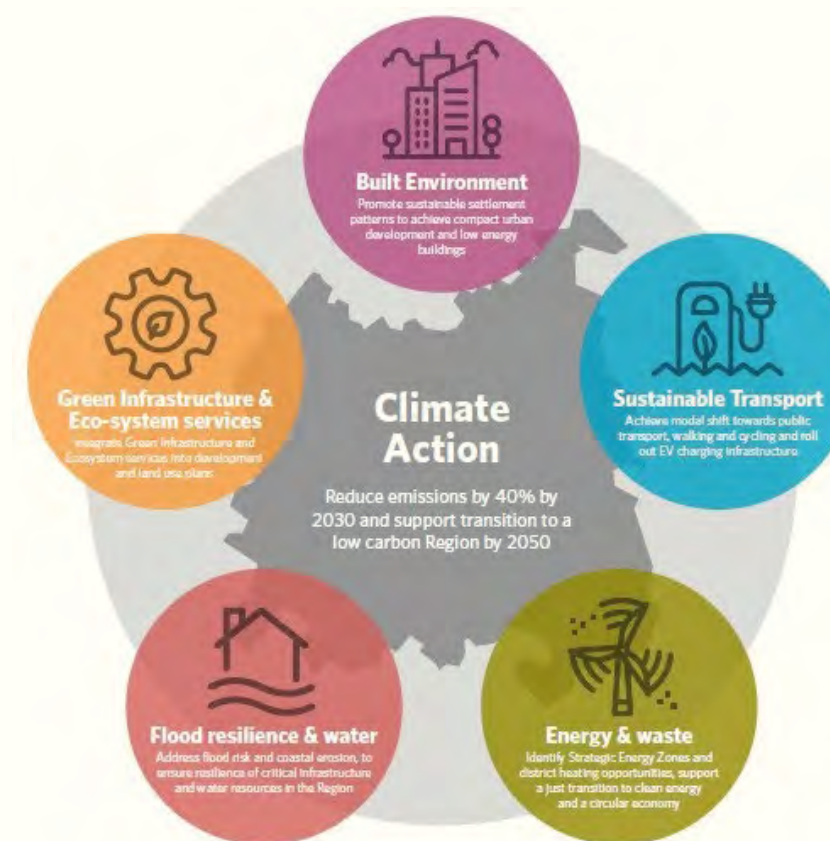 Built Environment
Promote sustainable settlement
patterns to achieve compact urban
development and low energy
buildings
Green Infrastructure &
Eco-system services
Integrate Green Infrastructure and
Ecosystem services into development
and land use plans
Sustainable Transport
Achieve modal shift towards public
transport, walking and cycling and roll
out EV charging infrastructure
Climate
Action
Reduce emissions by 40% by
2030 and support transition to a
low carbon Region by 2050
Flood resilience & water
Address flood risk and coastal erosion, to
ensure resilience of critical infrastructure
and water resources in the Region
Energy & waste
Identify Strategic Energy Zones and
district heating opportunities, support
a just transition to clean energy
and a circular economy